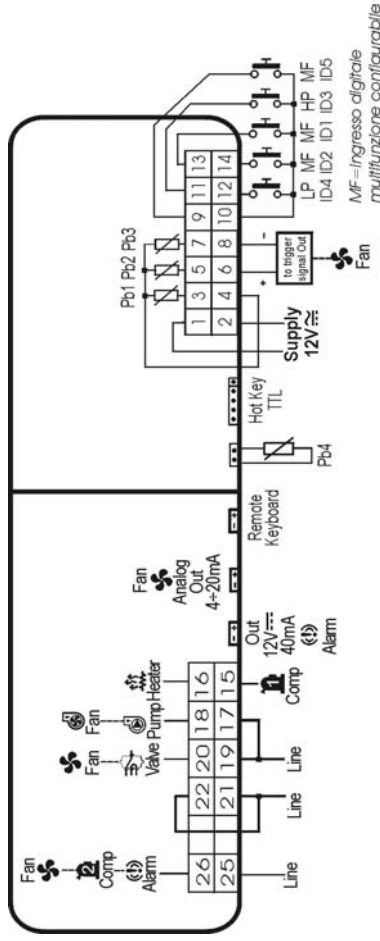 Fan
Comp
Alarm
26
25
Line
22
21
Line
Fan
Valve
20
19
Line
Fan
Pump
18
17
Heater
16
15
Comp
Out
12V
40mA
Alarm
Fan
Analog
Out
4÷20mA
Remote
Keyboard
Pb4
Hot Key
TTL
Supply
12V≂
Pb1 Pb2 Pb3
1 3 5 7 9 11 13
2 4 6 8 10 12 14
+ -
to trigger
signal Out
Fan
LP MF MF HP MF
ID4 ID2 ID1 ID3 ID5
MF=Ingresso digitale
multifunzione configurabile